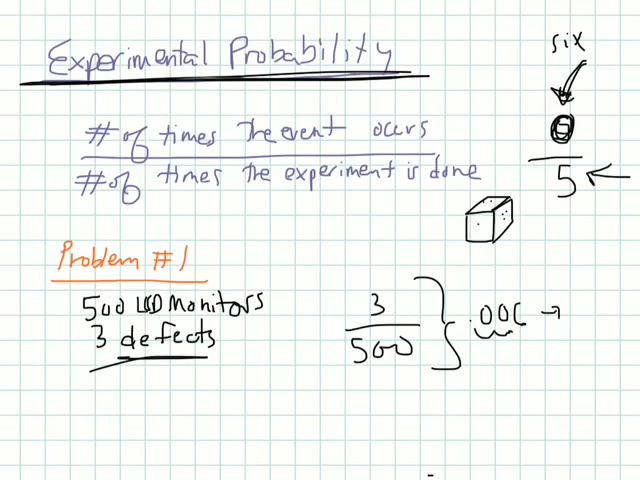 Experimental Probability
six
# of times The event occurs
5
# of times the experiment is done
Problem #1
500 LCD Monitors
3 defects
3
500
.006 →